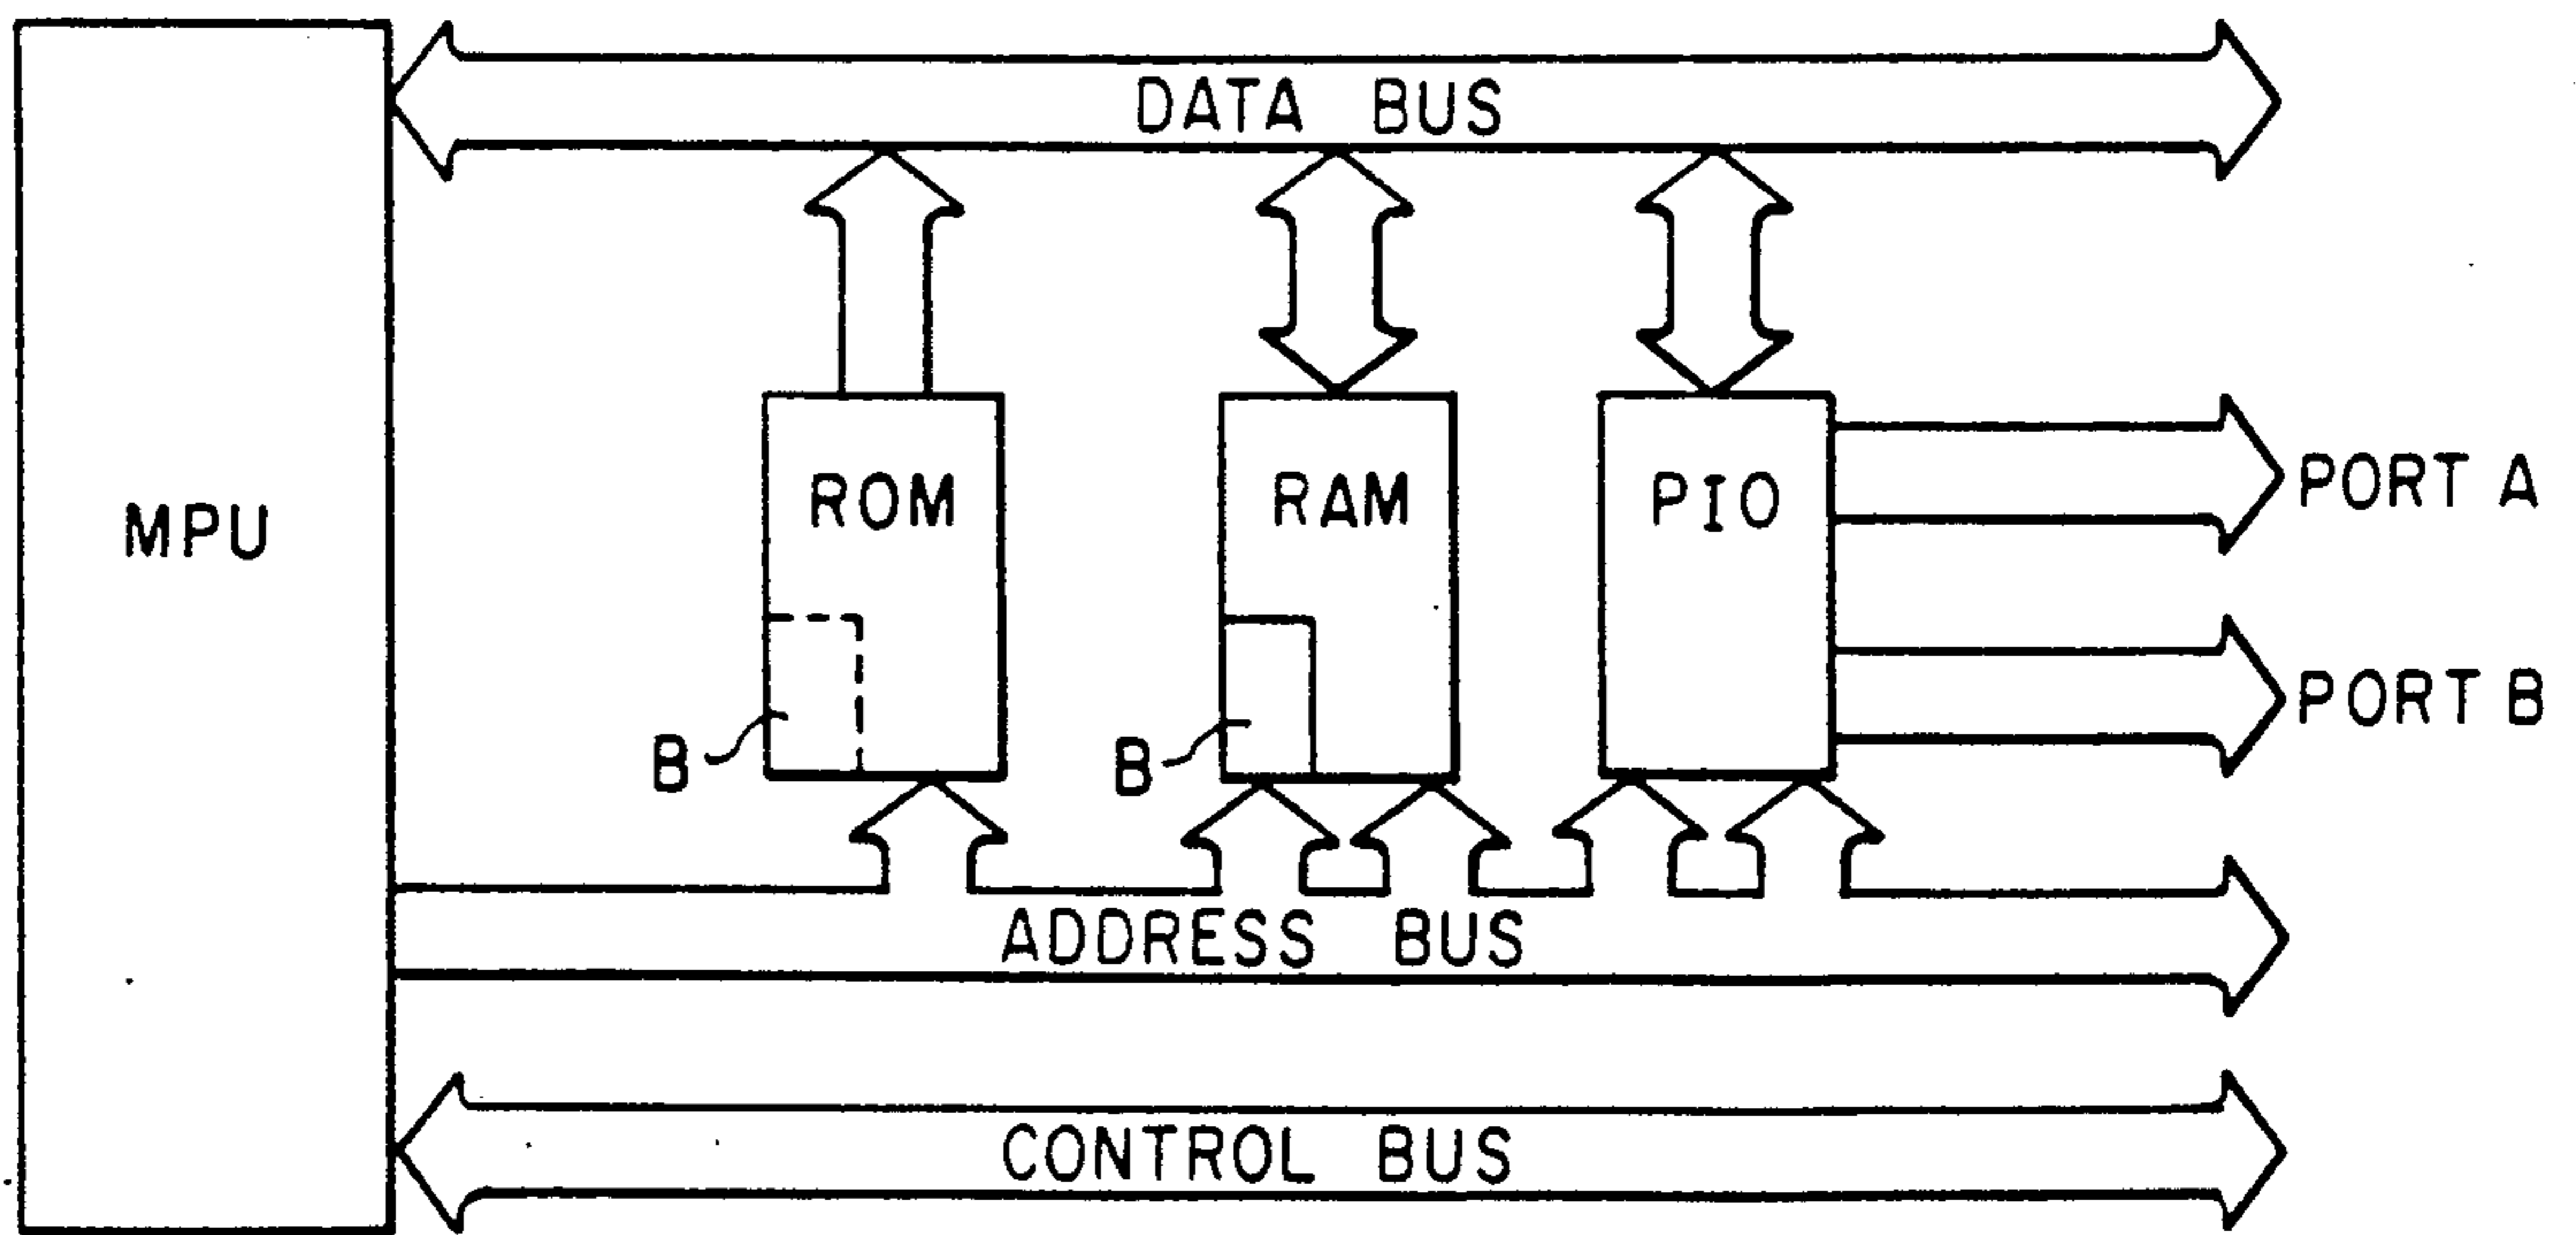 DATA BUS
MPU
ROM
RAM
PIO
PORT A
PORT B
B
B
ADDRESS BUS
CONTROL BUS